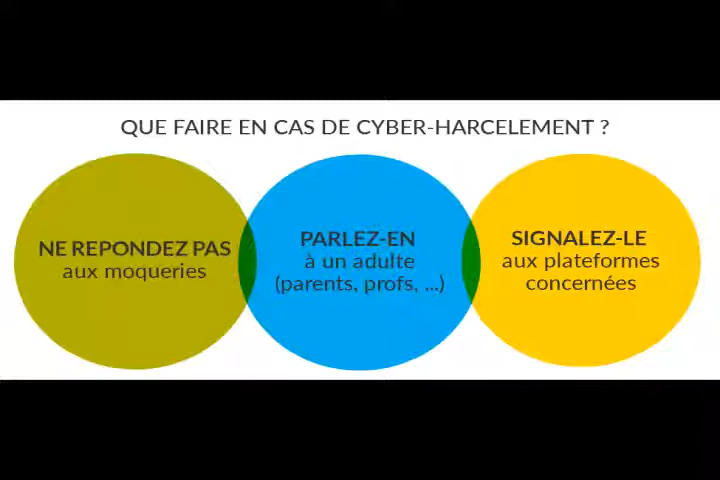 QUE FAIRE EN CAS DE CYBER-HARCELEMENT ?
NE REPONDEZ PAS
aux moqueries
PARLEZ-EN
à un adulte
(parents, profs, ...)
SIGNALEZ-LE
aux plateformes
concernées